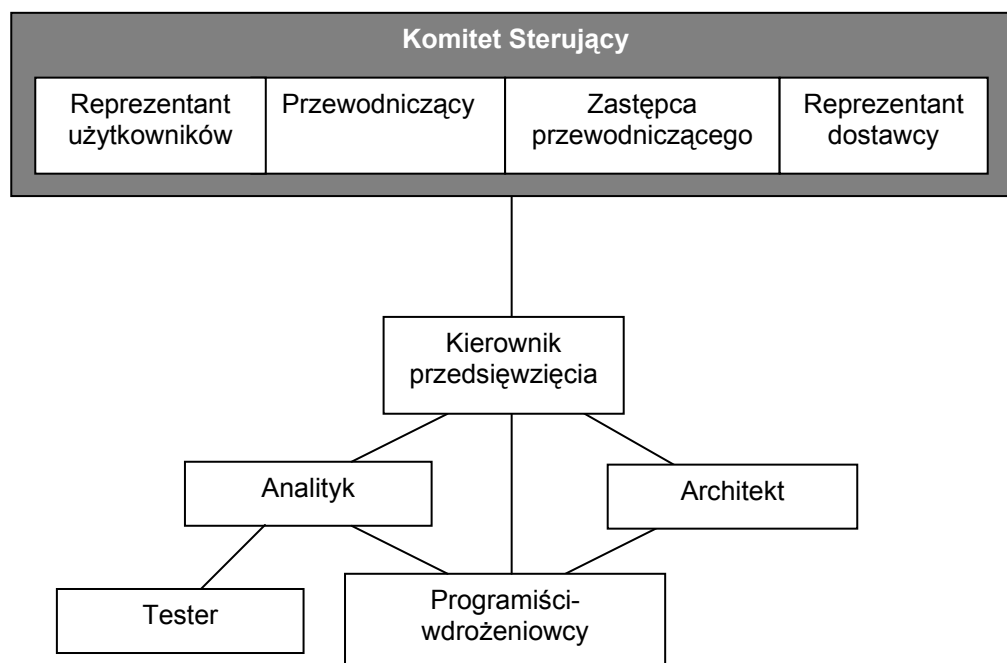 Komitet Sterujący
Reprezentant
użytkowników
Przewodniczący
Zastępca
przewodniczącego
Reprezentant
dostawcy
Kierownik
przedsięwzięcia
Analityk
Architekt
Tester
Programiści-
wdrożeniowcy